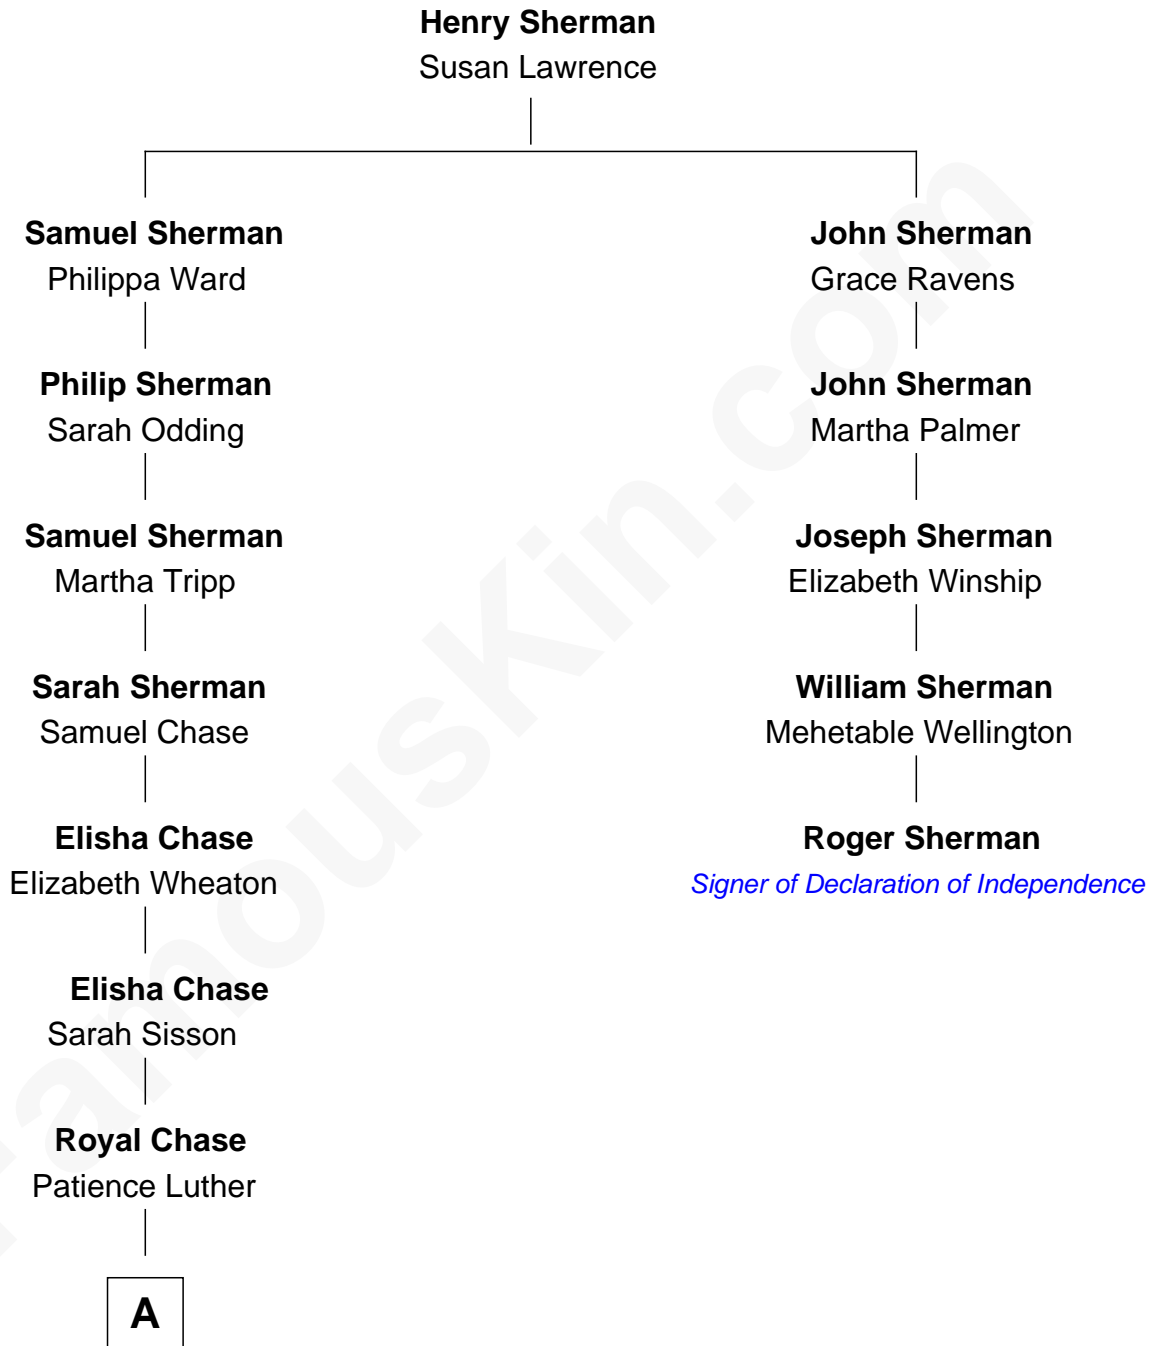 Henry Sherman
Susan Lawrence
Samuel Sherman
Philippa Ward
John Sherman
Grace Ravens
Philip Sherman
Sarah Odding
John Sherman
Martha Palmer
Samuel Sherman
Martha Tripp
Joseph Sherman
Elizabeth Winship
Sarah Sherman
Samuel Chase
William Sherman
Mehetable Wellington
Elisha Chase
Elizabeth Wheaton
Roger Sherman
Signer of Declaration of Independence
Elisha Chase
Sarah Sisson
Royal Chase
Patience Luther
A
FamousKin.com